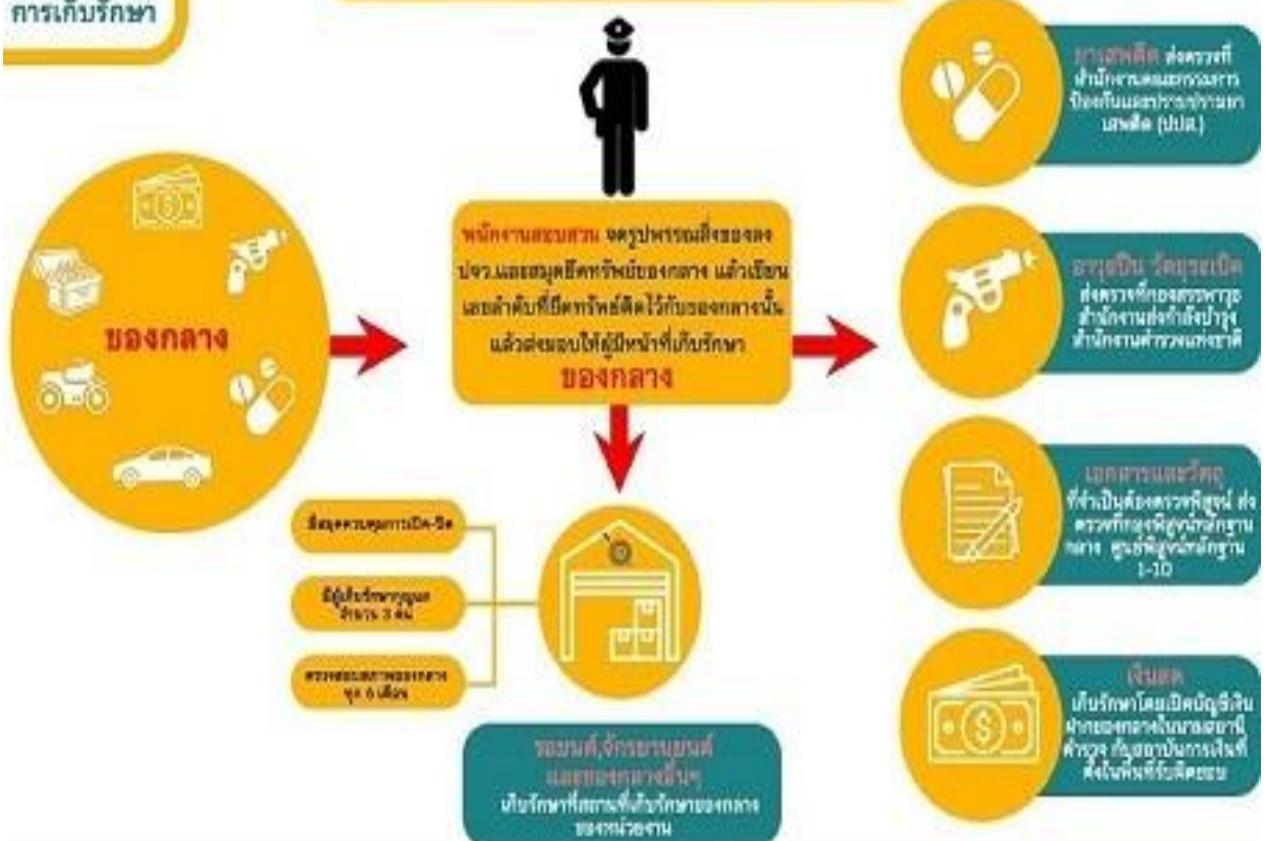 การเก็บรักษา
ของกลาง
พนักงานสอบสวน จดรูปพรรณสิ่งของลง
ปจว.และสมุดยึดทรัพย์ของกลาง แล้วเขียน
เลขลำดับที่ยึดทรัพย์ติดไว้กับของกลางนั้น
แล้วส่งมอบให้ผู้มีหน้าที่เก็บรักษา
ของกลาง
มีสมุดควบคุมการเปิด-ปิด
มีผู้เก็บรักษากุญแจ
จำนวน 3 คน
ตรวจสอบสภาพของกลาง
ทุก 6 เดือน
รถยนต์,จักรยานยนต์
และของกลางอื่นๆ
เก็บรักษาที่สถานที่เก็บรักษาของกลาง
ของหน่วยงาน
ยาเสพติด ส่งตรวจที่
สำนักงานคณะกรรมการ
ป้องกันและปราบปรามยา
เสพติด (ปปส.)
อาวุธปืน วัตถุระเบิด
ส่งตรวจที่กองสรรพาวุธ
สำนักงานส่งกำลังบำรุง
สำนักงานตำรวจแห่งชาติ
เอกสารและวัตถุ
ที่จำเป็นต้องตรวจพิสูจน์ ส่ง
ตรวจที่กองพิสูจน์หลักฐาน
กลาง ศูนย์พิสูจน์หลักฐาน
1-10
เงินสด
เก็บรักษาโดยเปิดบัญชีเงิน
ฝากของกลางในนามสถานี
ตำรวจ กับสถาบันการเงินที่
ตั้งในพื้นที่รับผิดชอบ